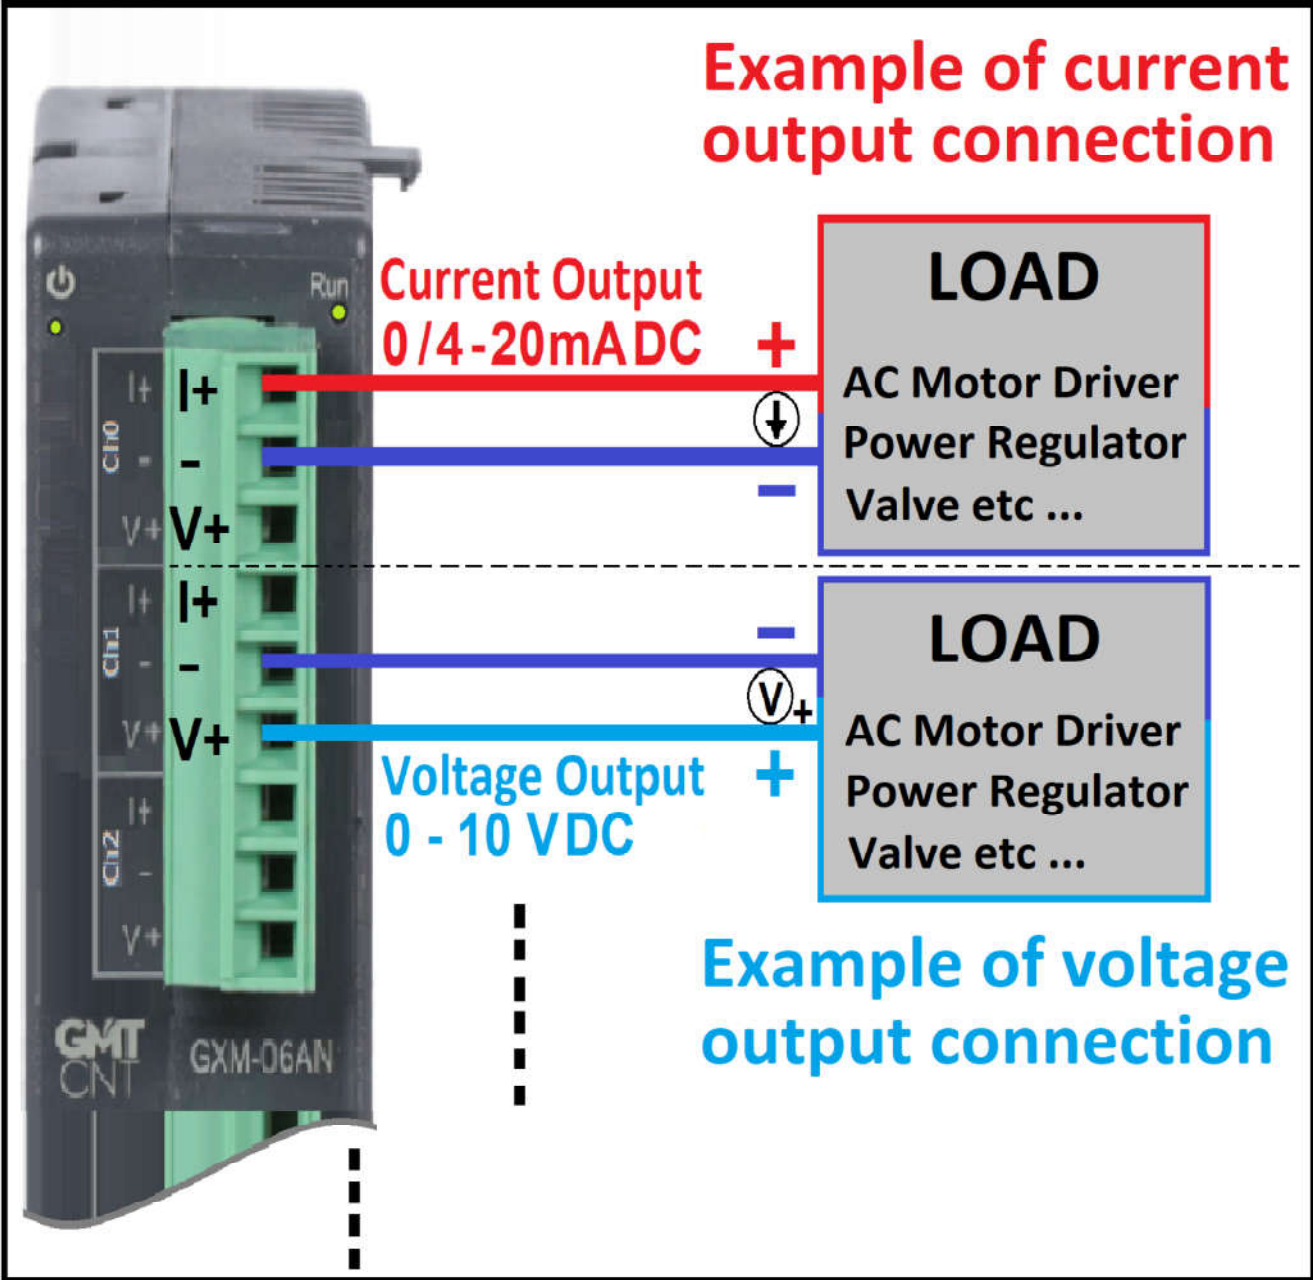 Example of current
output connection
Run
Current Output
0/4-20mA DC
+
LOAD
AC Motor Driver
Power Regulator
Valve etc ...
−
Ch0
I+ I+
- -
V+ V+
Ch1
I+ I+
- -
V+ V+
Ch2
I+
-
V+
−
V+
+
Voltage Output
0 - 10 VDC
LOAD
AC Motor Driver
Power Regulator
Valve etc ...
Example of voltage
output connection
GMT
CNT
GXM-06AN